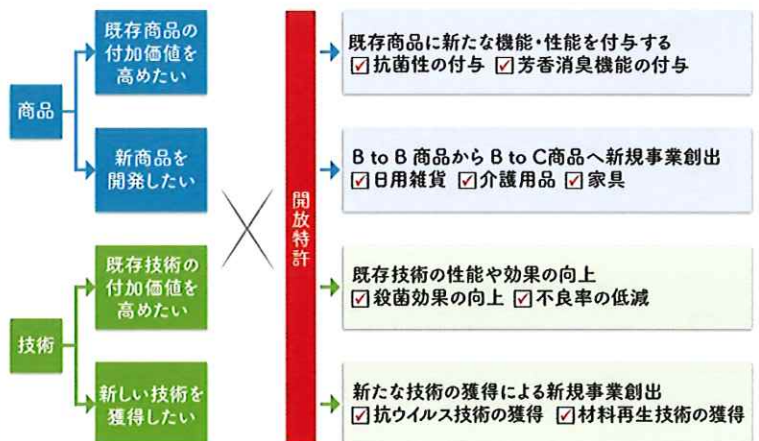 商品
既存商品の
付加価値を
高めたい
新商品を
開発したい
技術
既存技術の
付加価値を
高めたい
新しい技術を
獲得したい
開放特許
既存商品に新たな機能・性能を付与する
☑抗菌性の付与 ☑芳香消臭機能の付与
B to B 商品から B to C商品へ新規事業創出
☑日用雑貨 ☑介護用品 ☑家具
既存技術の性能や効果の向上
☑殺菌効果の向上 ☑不良率の低減
新たな技術の獲得による新規事業創出
☑抗ウイルス技術の獲得 ☑材料再生技術の獲得